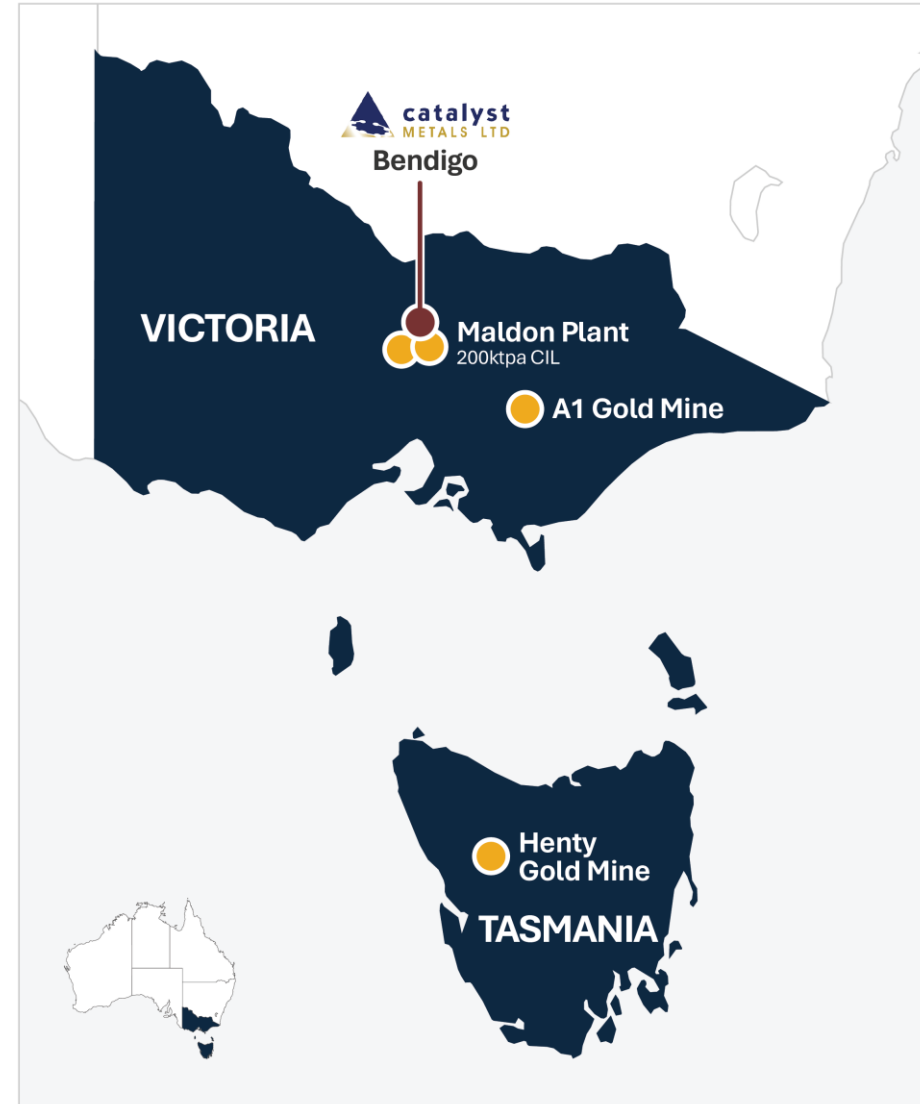 catalyst
METALS LTD
Bendigo
VICTORIA
Maldon Plant
200ktpa CIL
A1 Gold Mine
Henty
Gold Mine
TASMANIA